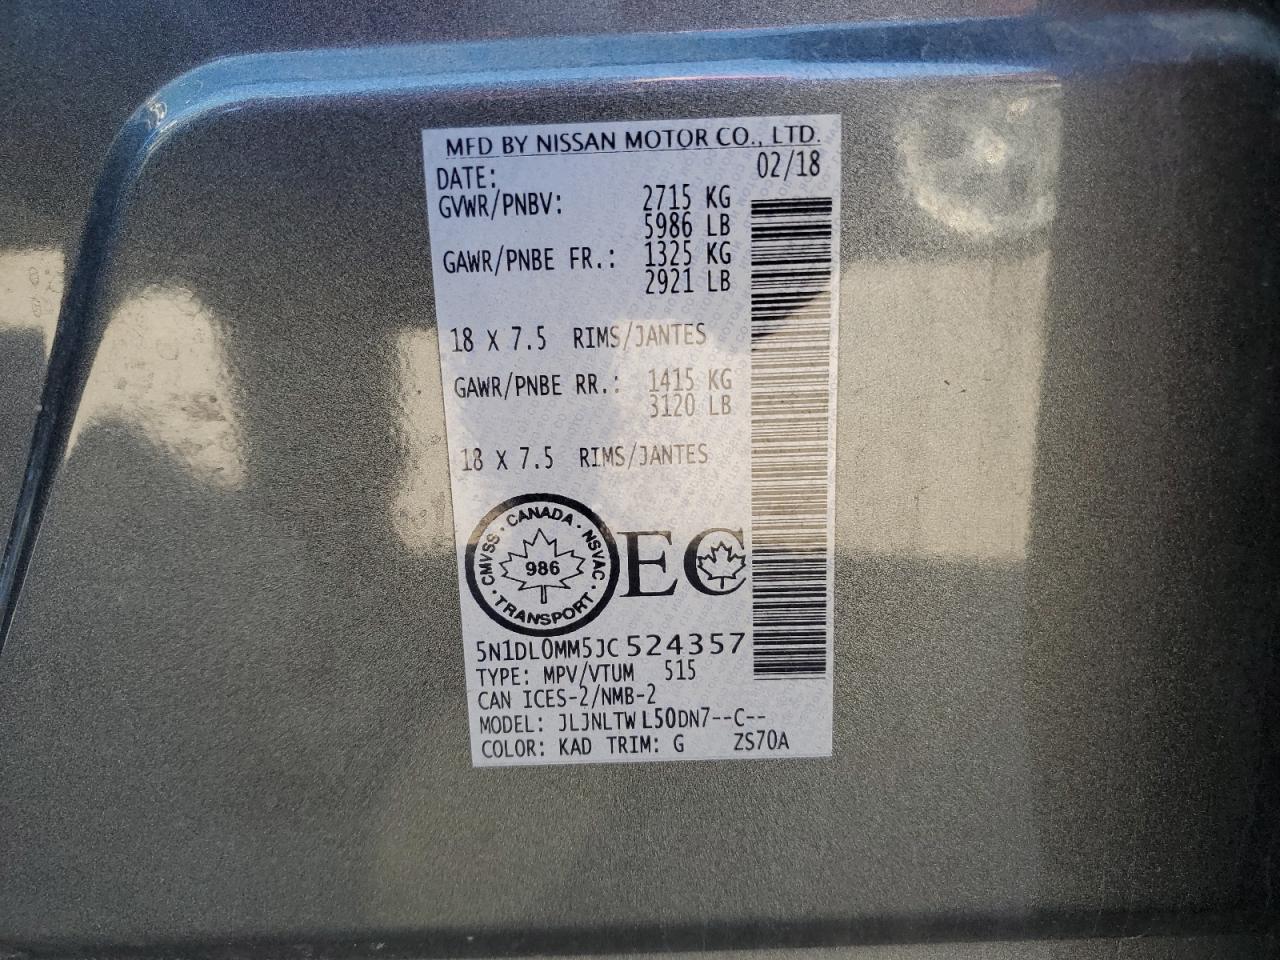 MFD BY NISSAN MOTOR CO., LTD.
DATE: 02/18
GVWR/PNBV: 2715 KG
5986 LB
GAWR/PNBE FR.: 1325 KG
2921 LB
18 X 7.5 RIMS/JANTES
GAWR/PNBE RR.: 1415 KG
3120 LB
18 X 7.5 RIMS/JANTES
CMVSS · CANADA · NSVAC · TRANSPORT ·
986
EC
5N1DL0MM5JC524357
TYPE: MPV/VTUM 515
CAN ICES-2/NMB-2
MODEL: JLJNLTWL50DN7--C--
COLOR: KAD TRIM: G ZS70A